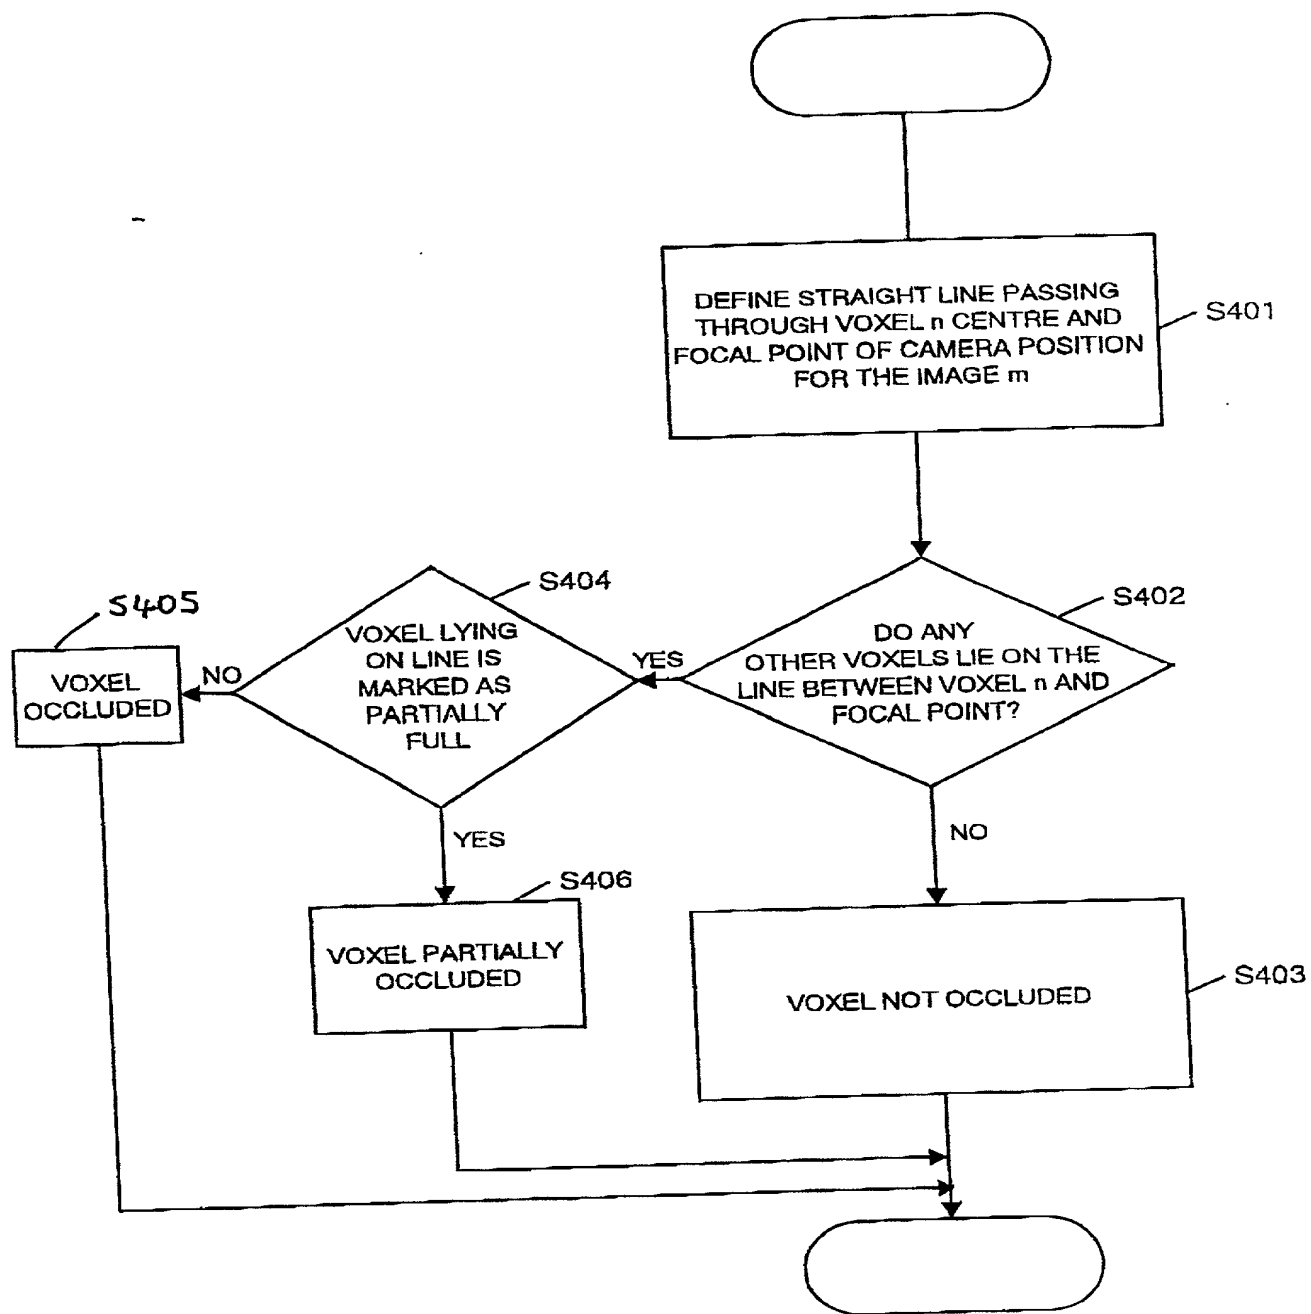 DEFINE STRAIGHT LINE PASSING
THROUGH VOXEL n CENTRE AND
FOCAL POINT OF CAMERA POSITION
FOR THE IMAGE m
S401
S402
DO ANY
OTHER VOXELS LIE ON THE
LINE BETWEEN VOXEL n AND
FOCAL POINT?
YES
NO
S404
VOXEL LYING
ON LINE IS
MARKED AS
PARTIALLY
FULL
NO
YES
S405
VOXEL
OCCLUDED
S406
VOXEL PARTIALLY
OCCLUDED
S403
VOXEL NOT OCCLUDED